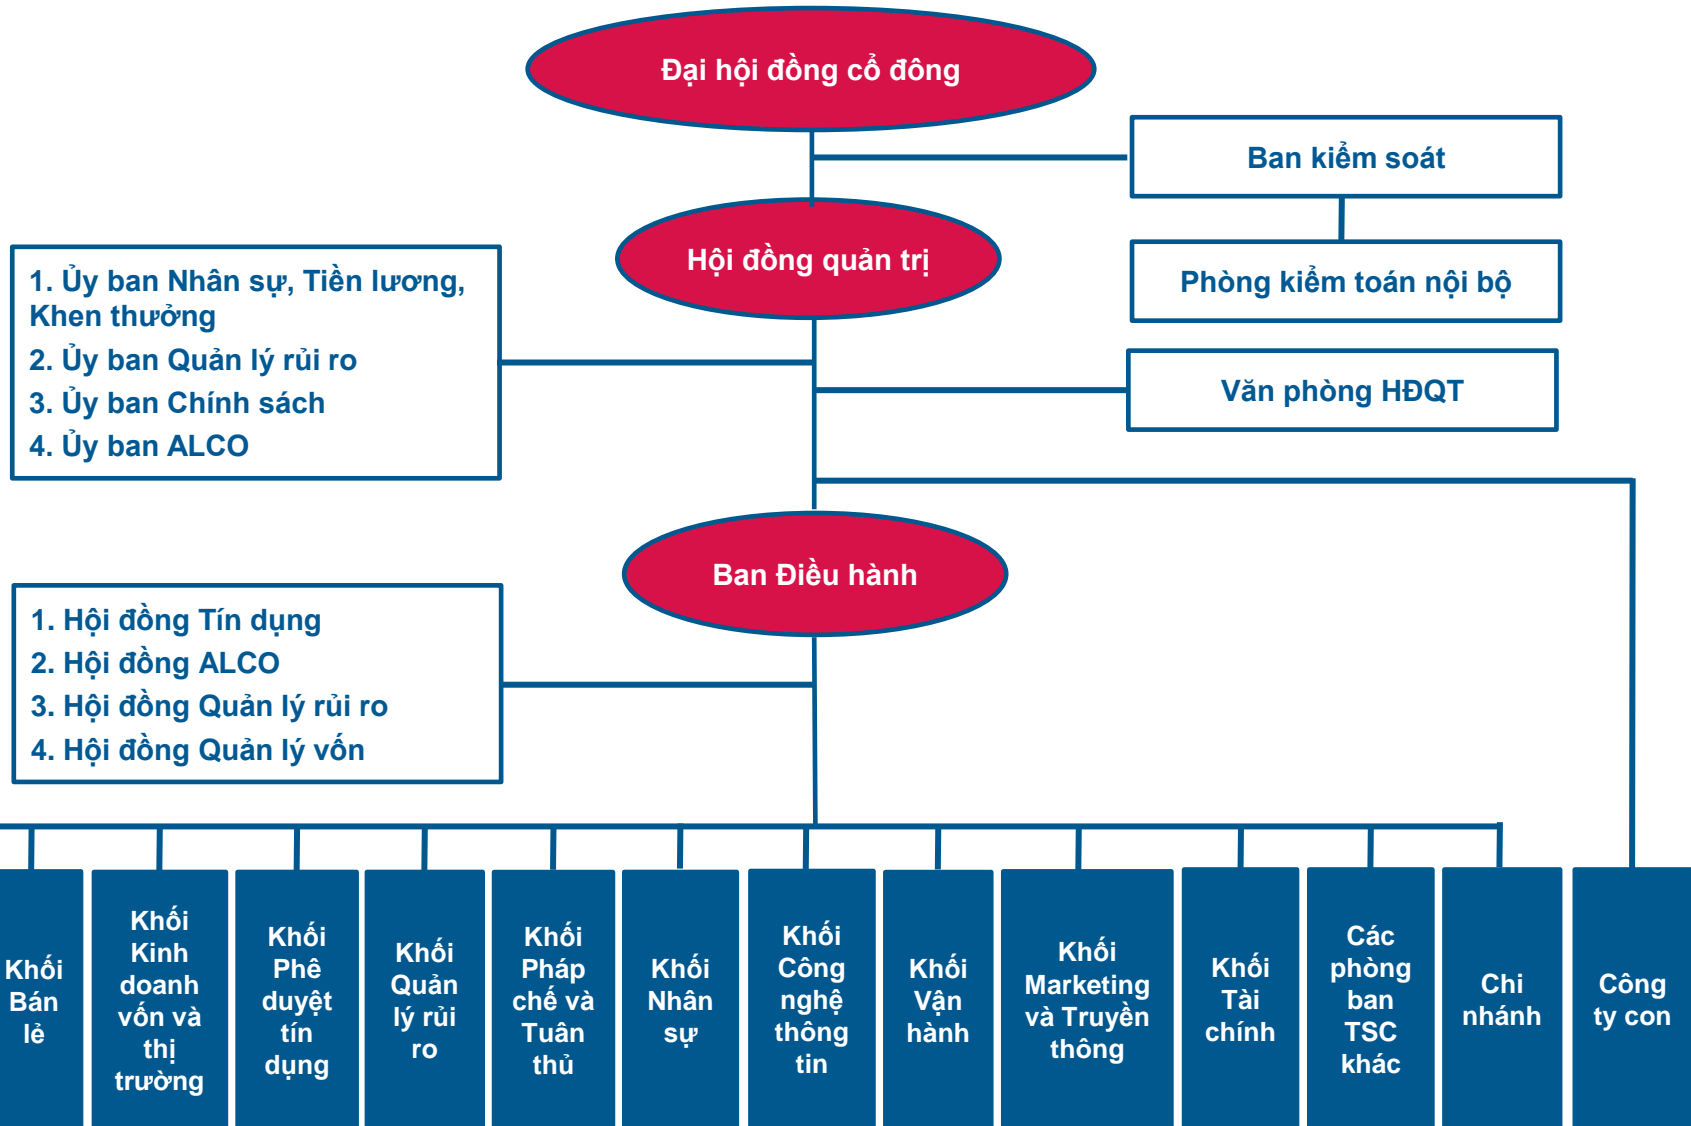 Đại hội đồng cổ đông
Ban kiểm soát
Hội đồng quản trị
Phòng kiểm toán nội bộ
1. Ủy ban Nhân sự, Tiền lương,
Khen thưởng
2. Ủy ban Quản lý rủi ro
3. Ủy ban Chính sách
4. Ủy ban ALCO
Văn phòng HĐQT
Ban Điều hành
1. Hội đồng Tín dụng
2. Hội đồng ALCO
3. Hội đồng Quản lý rủi ro
4. Hội đồng Quản lý vốn
Khối
Bán
lẻ
Khối
Kinh
doanh
vốn và
thị
trường
Khối
Phê
duyệt
tín
dụng
Khối
Quản
lý rủi
ro
Khối
Pháp
chế và
Tuân
thủ
Khối
Nhân
sự
Khối
Công
nghệ
thông
tin
Khối
Vận
hành
Khối
Marketing
và Truyền
thông
Khối
Tài
chính
Các
phòng
ban
TSC
khác
Chi
nhánh
Công
ty con